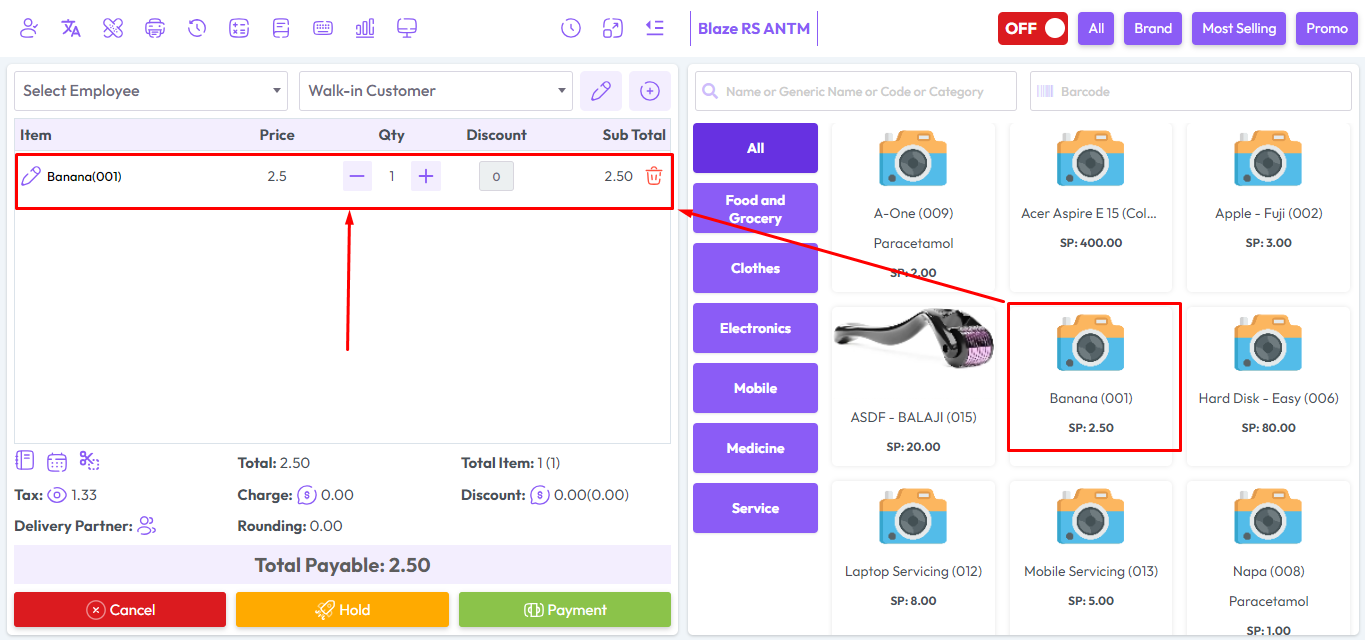 Blaze RS ANTM
OFF
All
Brand
Most Selling
Promo
Select Employee
Walk-in Customer
Item Price Qty Discount Sub Total
Banana(001) 2.5 1 0 2.50
Total: 2.50
Total Item: 1 (1)
Tax: 1.33
Charge: 0.00
Discount: 0.00(0.00)
Delivery Partner:
Rounding: 0.00
Total Payable: 2.50
Cancel
Hold
Payment
Name or Generic Name or Code or Category
Barcode
All
Food and
Grocery
Clothes
Electronics
Mobile
Medicine
Service
A-One (009)
Paracetamol
SP: 2.00
Acer Aspire E 15 (Col...
SP: 400.00
Apple - Fuji (002)
SP: 3.00
ASDF - BALAJI (015)
SP: 20.00
Banana (001)
SP: 2.50
Hard Disk - Easy (006)
SP: 80.00
Laptop Servicing (012)
SP: 8.00
Mobile Servicing (013)
SP: 5.00
Napa (008)
Paracetamol
SP: 1.00